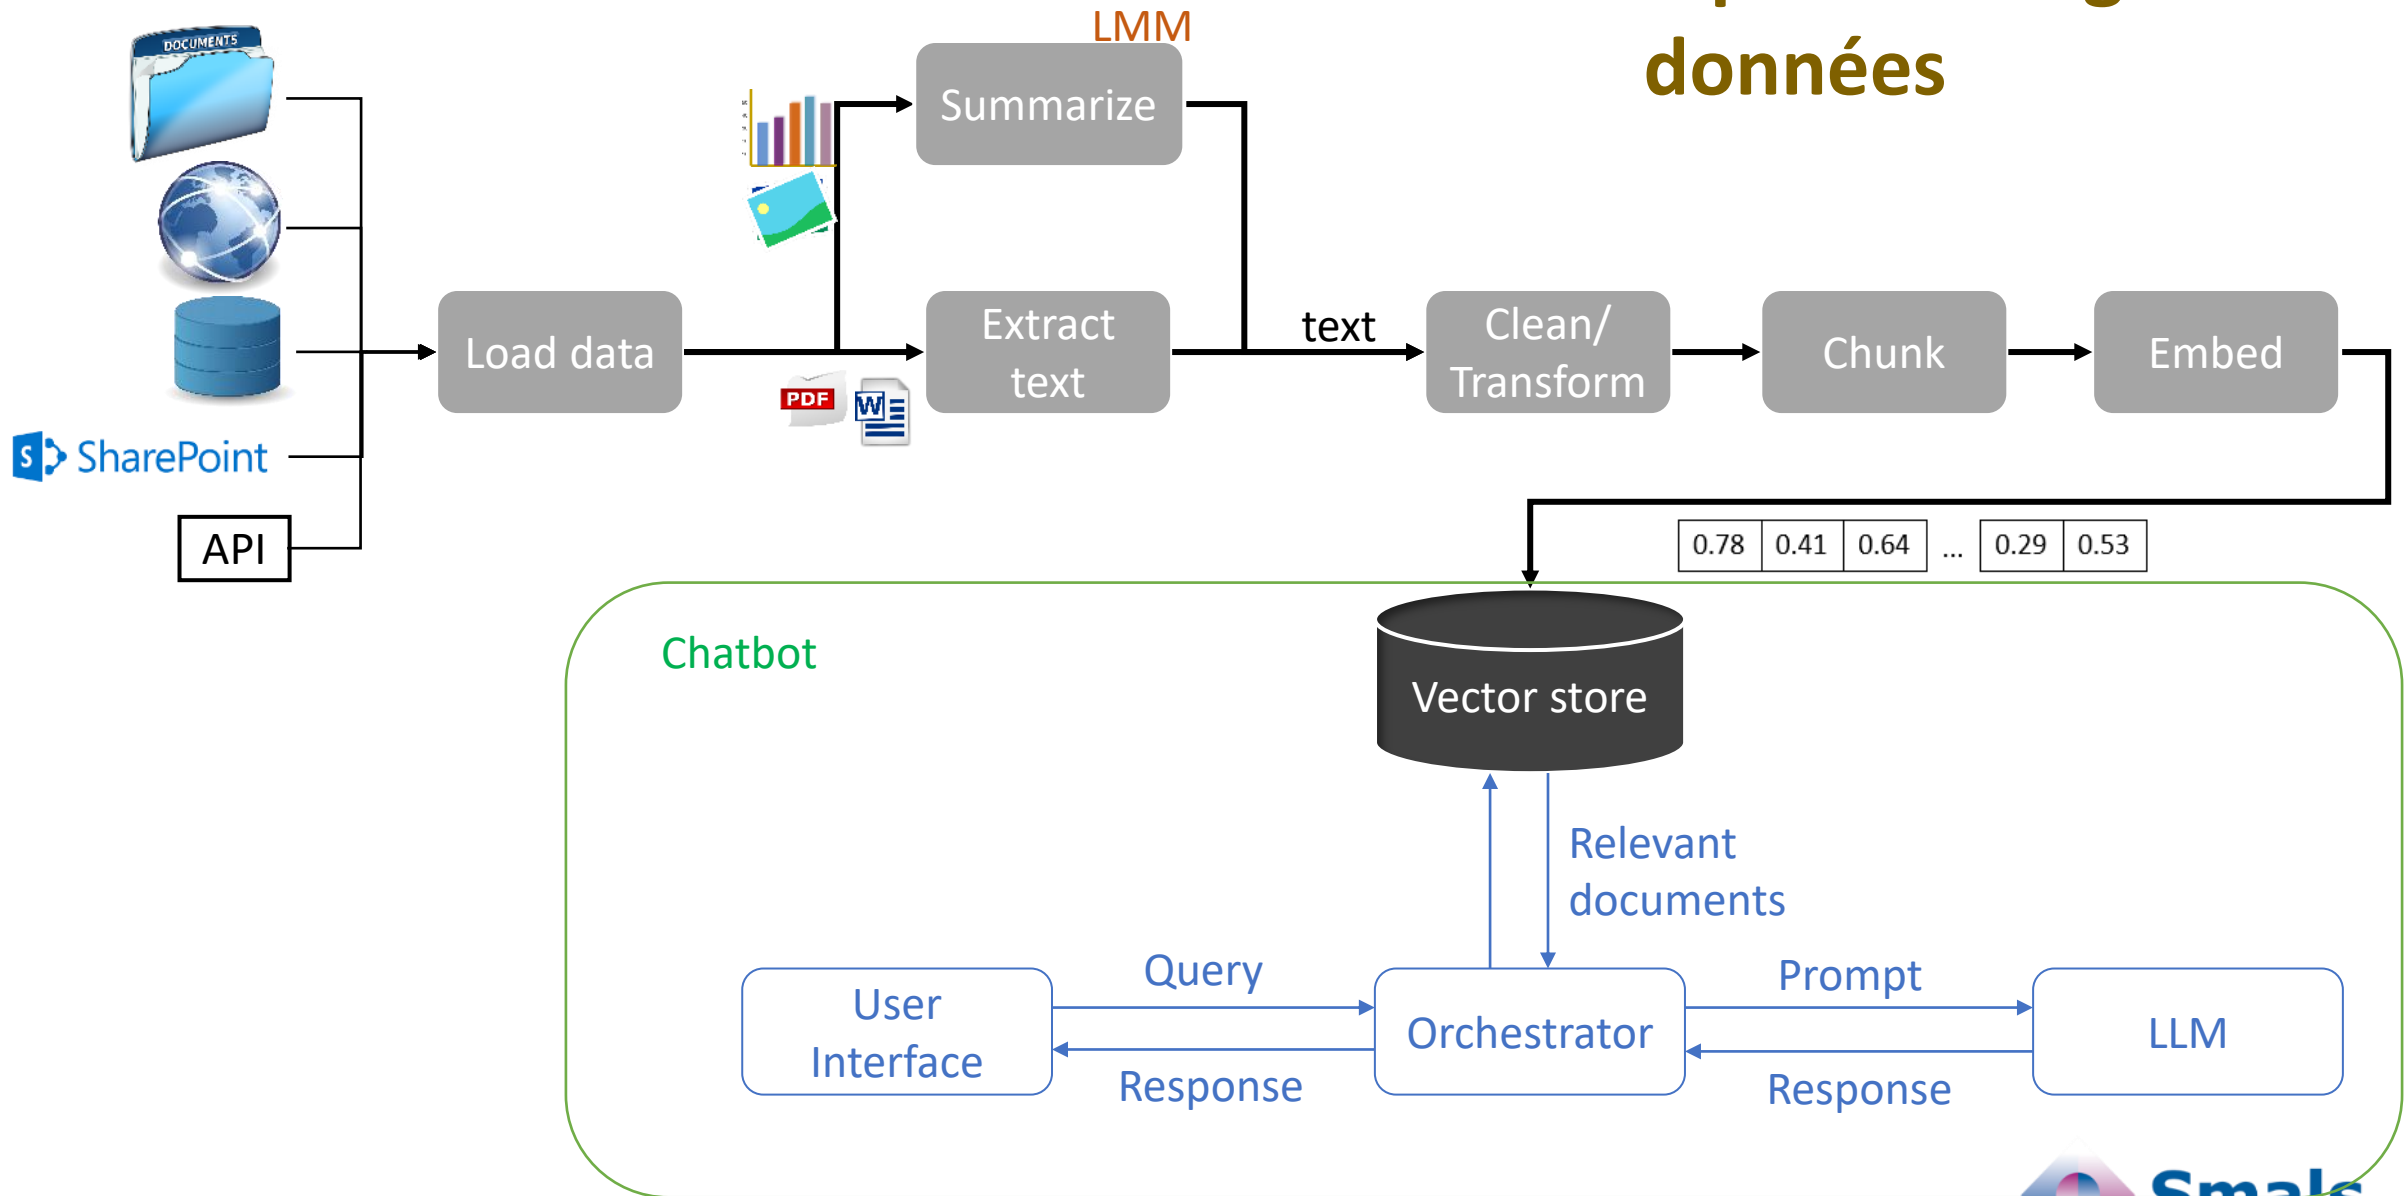 données
DOCUMENTS
LMM
Summarize
Load data
Extract
text
text
Clean/
Transform
Chunk
Embed
PDF
W
S SharePoint
API
0.78 0.41 0.64 ... 0.29 0.53
Chatbot
Vector store
Relevant
documents
Query
Prompt
User
Interface
Orchestrator
LLM
Response
Response
Smals